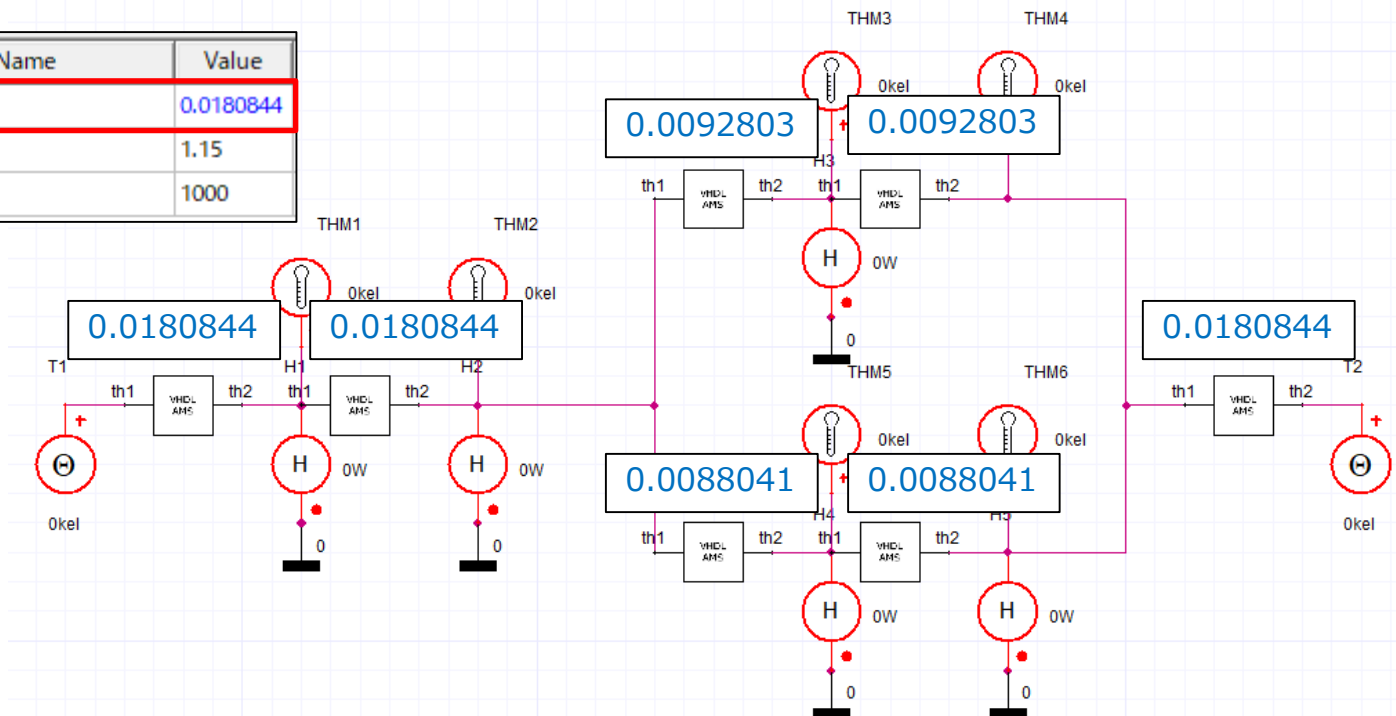 Name Value
0.0180844
1.15
1000
THM3 THM4
0kel 0kel
0.0092803 0.0092803
H3
th1 VHDL AMS th2 th1 VHDL AMS th2
H 0W
0
THM1 THM2
0kel 0kel
0.0180844 0.0180844
T1 H1 H2
th1 VHDL AMS th2 th1 VHDL AMS th2
Θ H 0W H 0W
0kel
0 0
THM5 THM6
0kel 0kel
0.0088041 0.0088041
H4 H5
th1 VHDL AMS th2 th1 VHDL AMS th2
H 0W H 0W
0 0
0.0180844
T2
th1 VHDL AMS th2
Θ
0kel